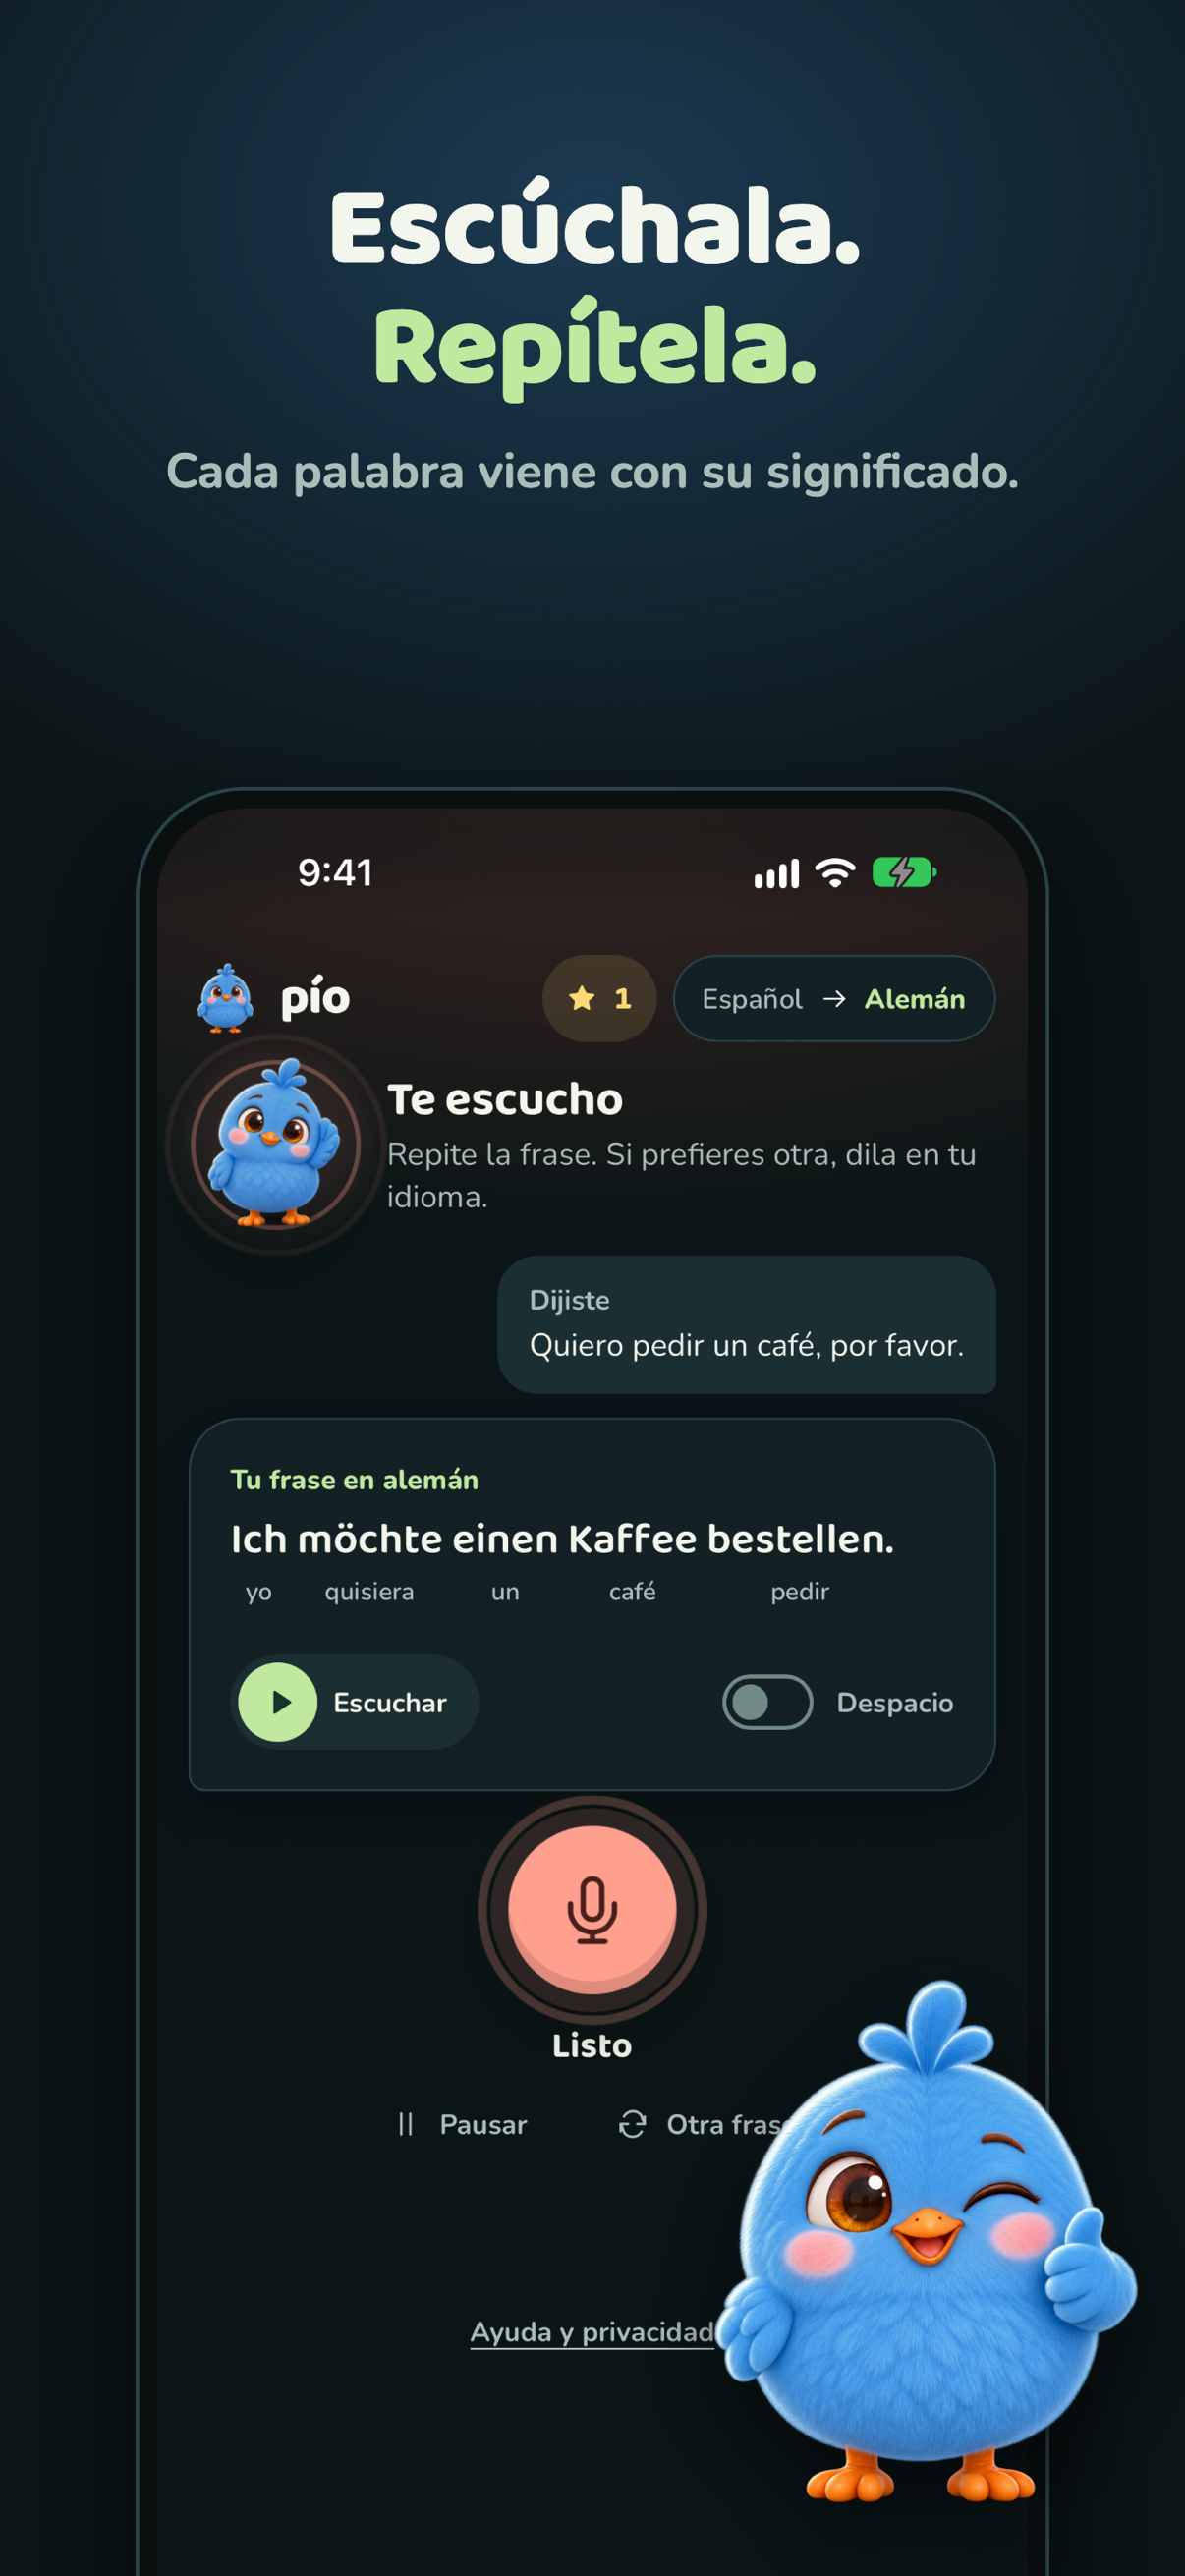 Escúchala.
Repítela.
Cada palabra viene con su significado.
9:41
pío
1
Español → Alemán
Te escucho
Repite la frase. Si prefieres otra, dila en tu
idioma.
Dijiste
Quiero pedir un café, por favor.
Tu frase en alemán
Ich möchte einen Kaffee bestellen.
yo quisiera un café pedir
Escuchar
Despacio
Listo
Pausar
Otra frase
Ayuda y privacidad